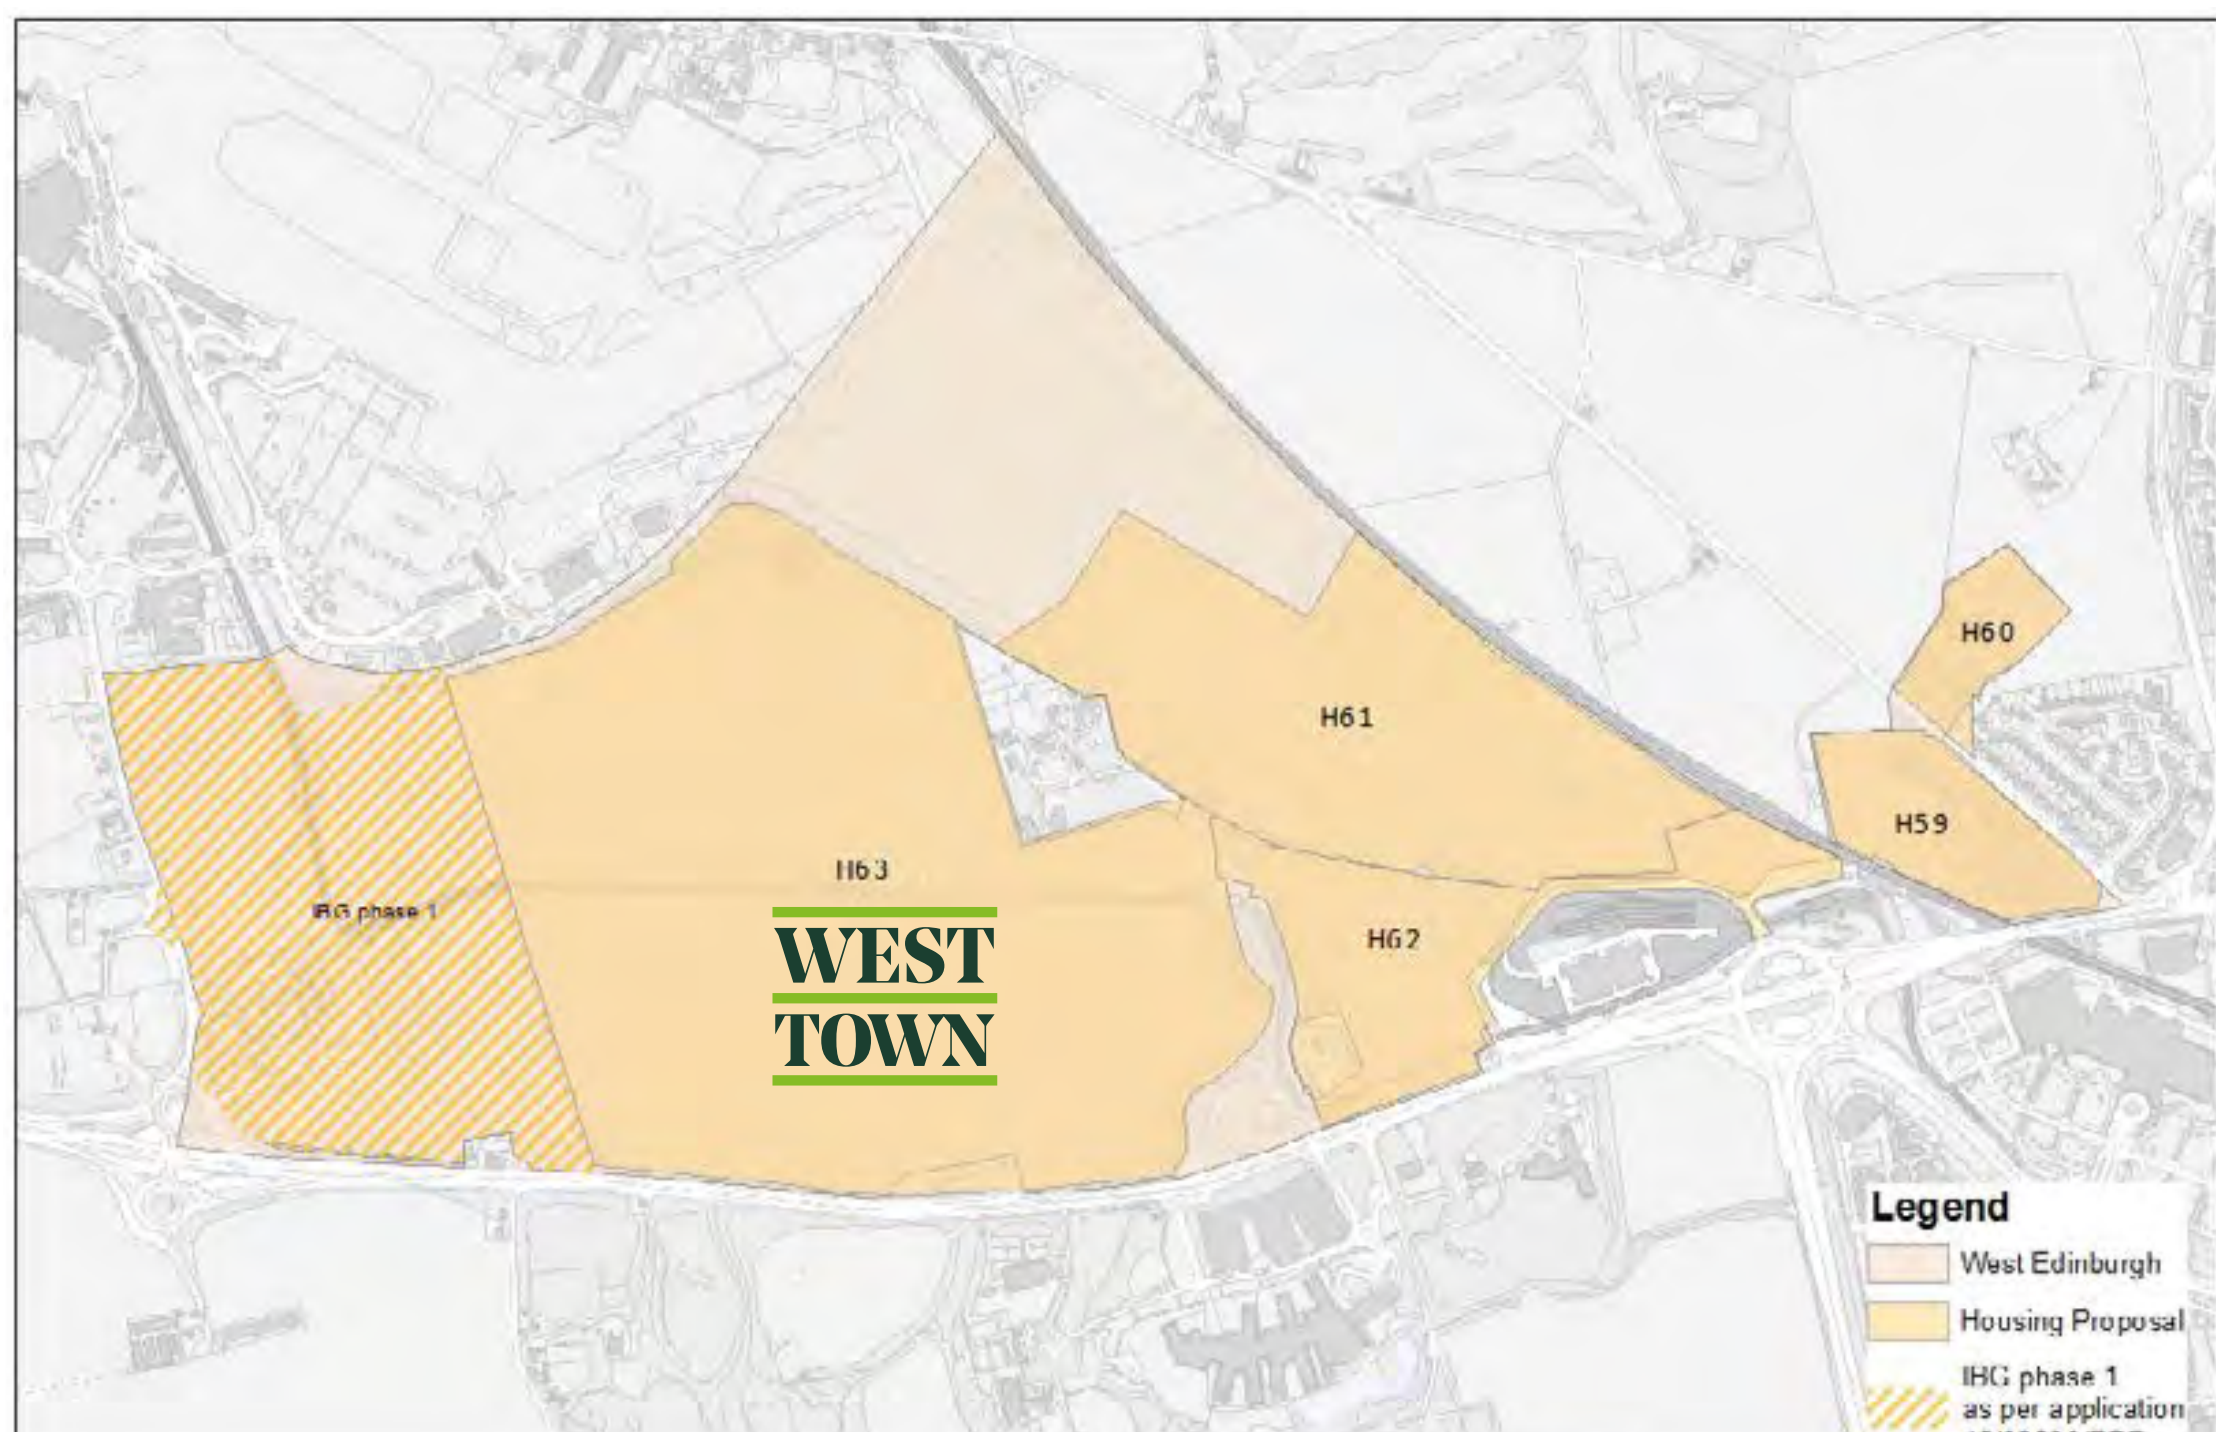 H60
H61
H59
H63
IBG phase 1
H62
WEST
TOWN
Legend
West Edinburgh
Housing Proposal
IBG phase 1
as per application